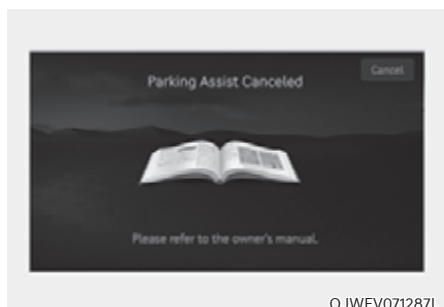 Cancel
Parking Assist Canceled
Please refer to the owner's manual.
OJWEV071287L